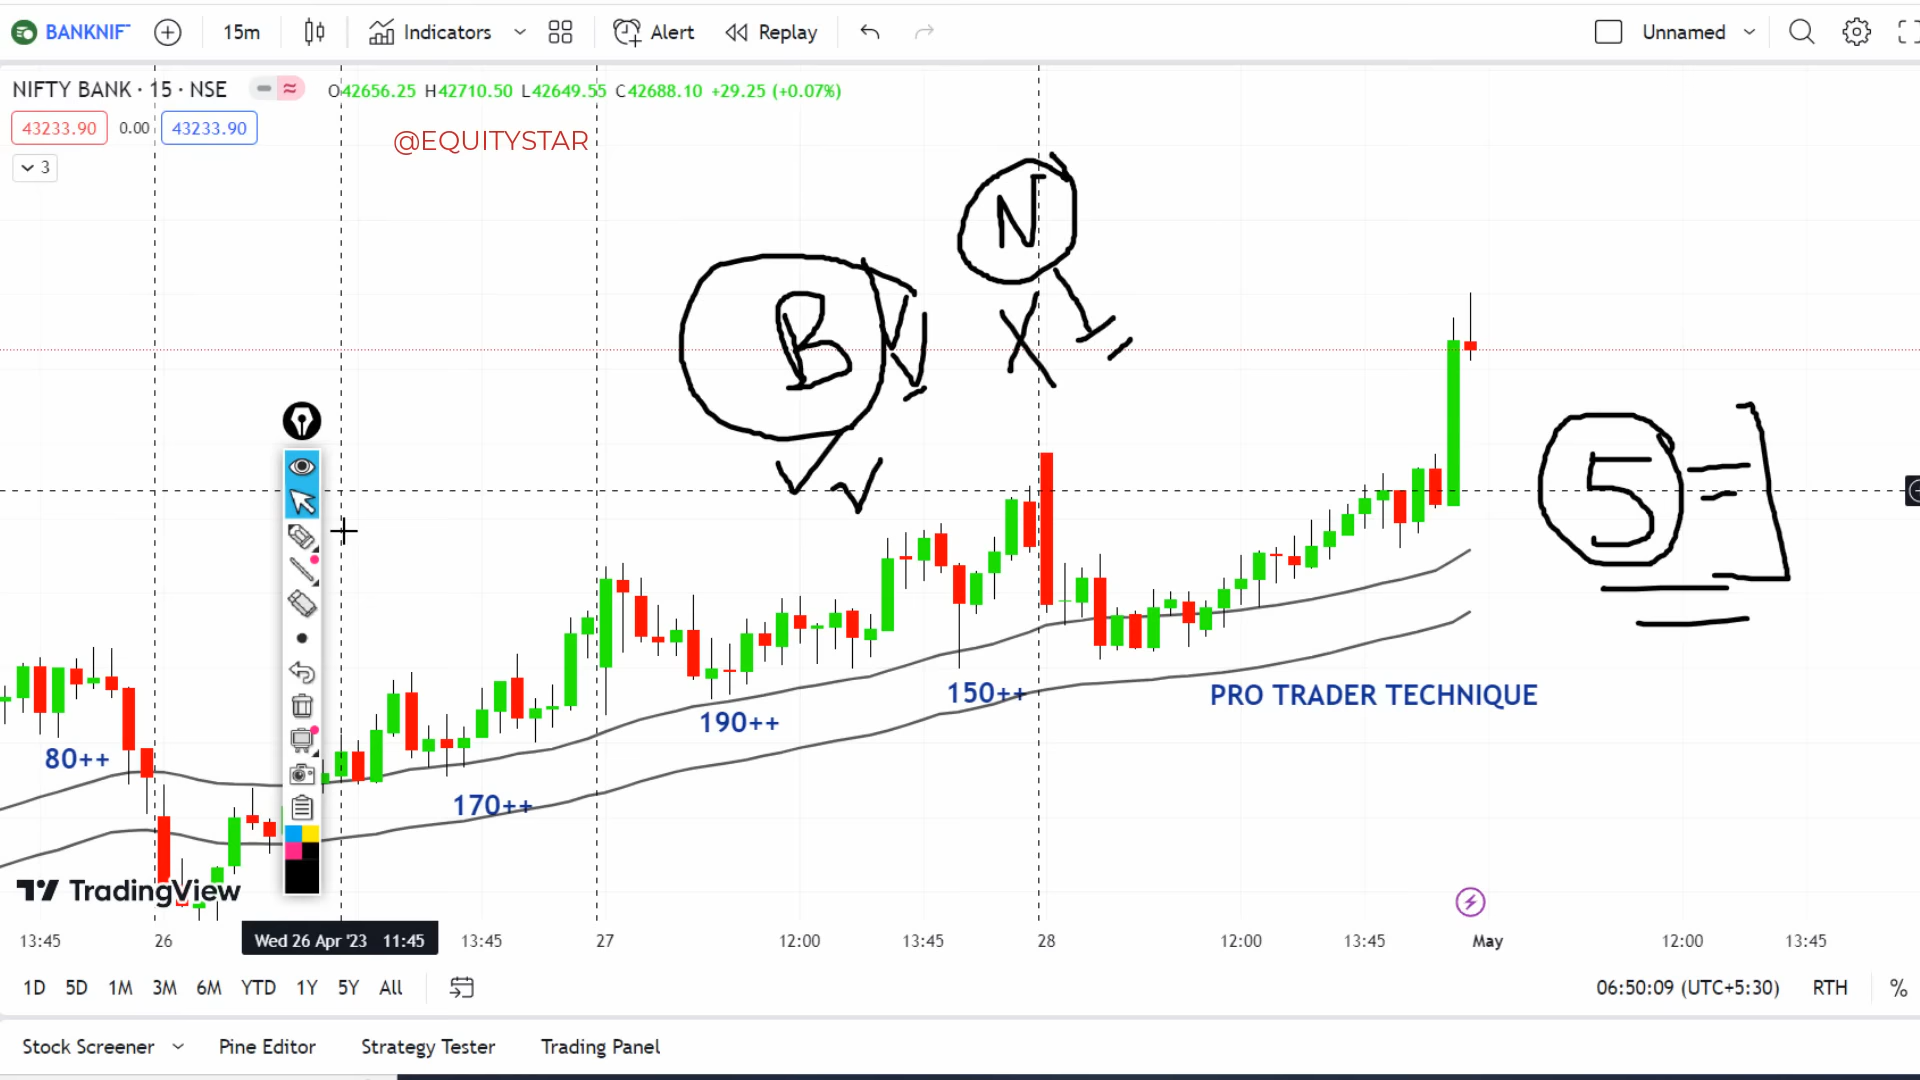 BANKNIF
15m
Indicators
Alert
Replay
Unnamed
NIFTY BANK · 15 · NSE
O42656.25 H42710.50 L42649.55 C42688.10 +29.25 (+0.07%)
43233.90 0.00 43233.90
3
@EQUITYSTAR
N
B
5 =
80++
170++
190++
150++
PRO TRADER TECHNIQUE
TradingView
13:45 26 Wed 26 Apr '23 11:45 13:45 27 12:00 13:45 28 12:00 13:45 May 12:00 13:45
1D 5D 1M 3M 6M YTD 1Y 5Y All
06:50:09 (UTC+5:30) RTH %
Stock Screener Pine Editor Strategy Tester Trading Panel